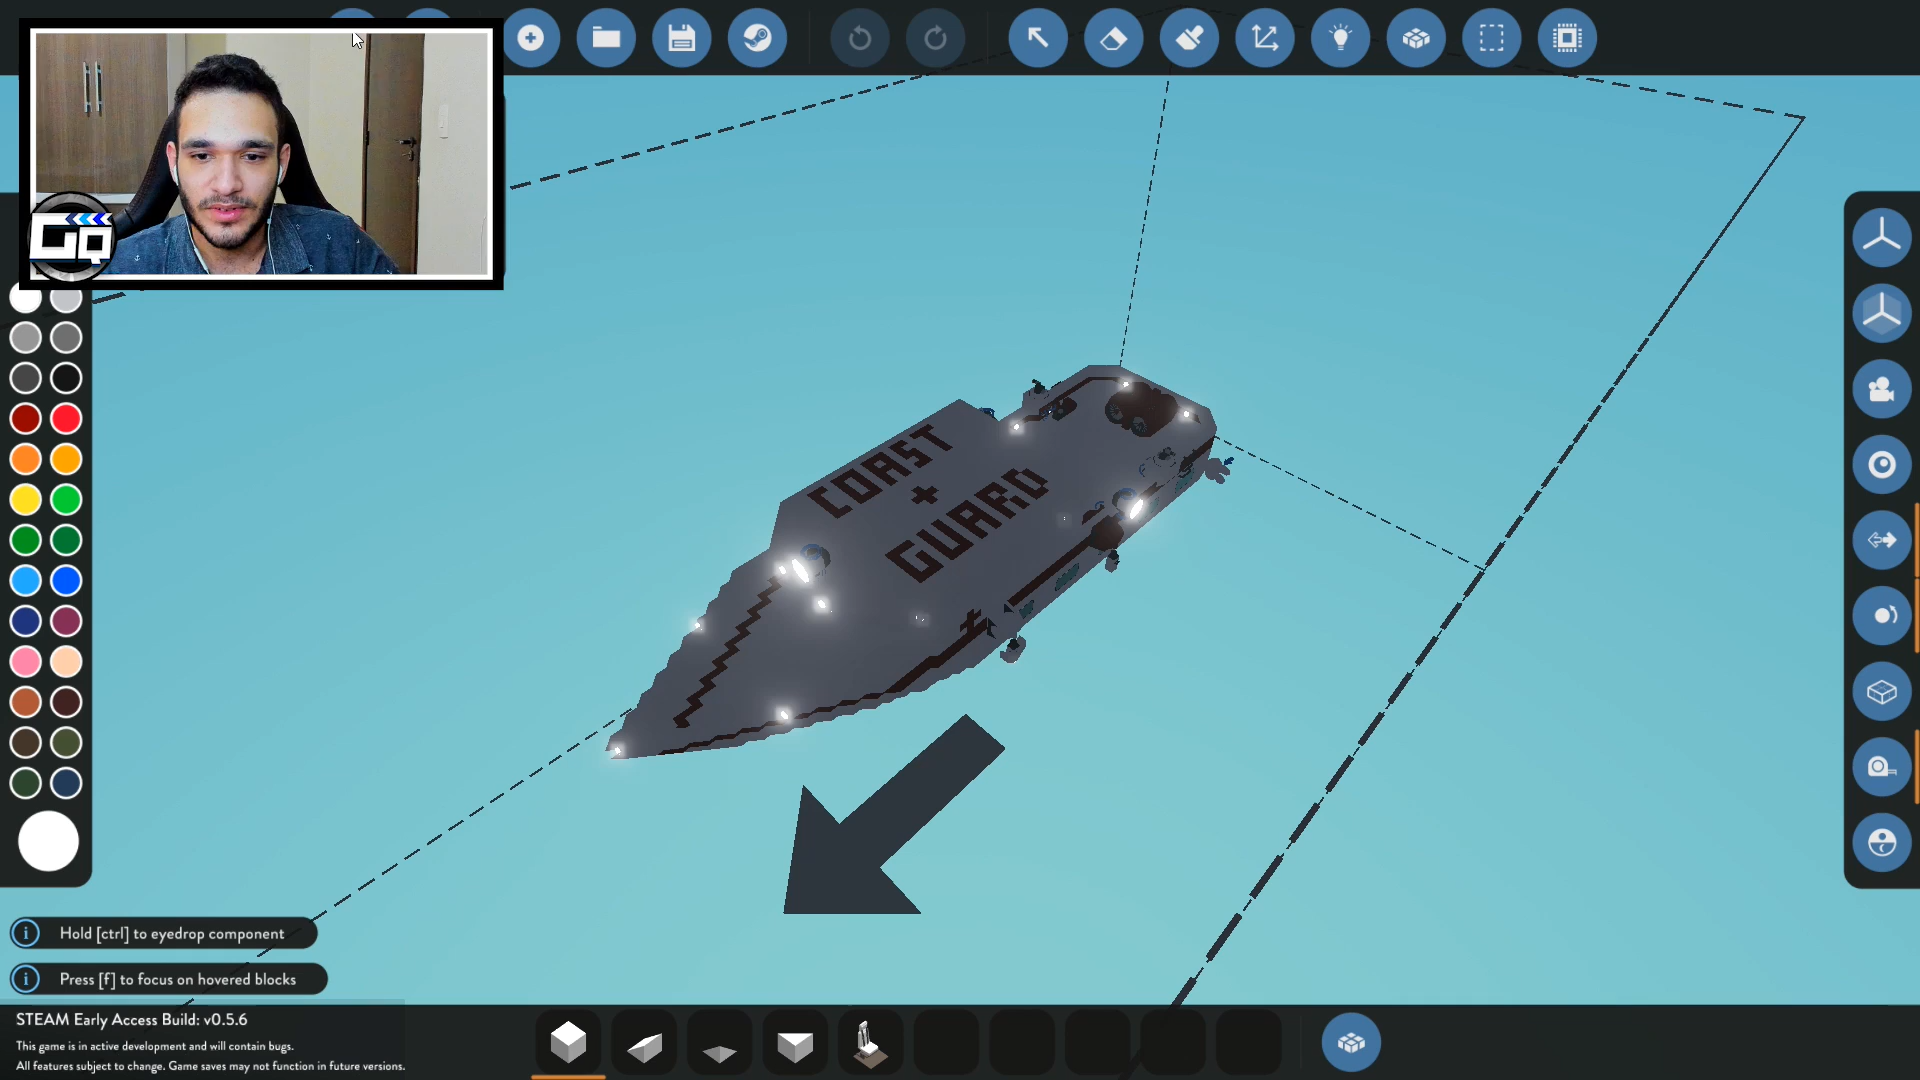 GQ
COAST
+
GUARD
Hold [ctrl] to eyedrop component
Press [f] to focus on hovered blocks
STEAM Early Access Build: v0.5.6
This game is in active development and will contain bugs.
All features subject to change. Game saves may not function in future versions.